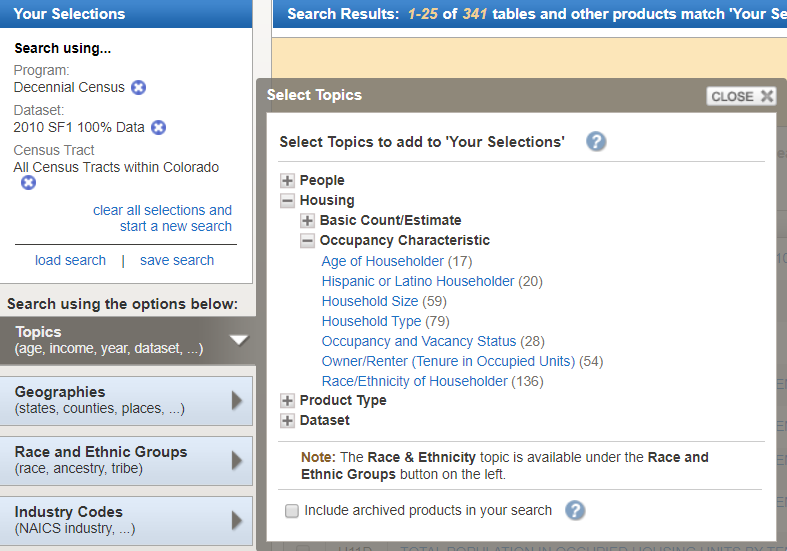 Your Selections
Search Results: 1-25 of 341 tables and other products match 'Your Se
Search using...
Program:
Decennial Census
Dataset:
2010 SF1 100% Data
Census Tract
All Census Tracts within Colorado
clear all selections and
start a new search
load search | save search
Search using the options below:
Topics
(age, income, year, dataset, ...)
Geographies
(states, counties, places, ...)
Race and Ethnic Groups
(race, ancestry, tribe)
Industry Codes
(NAICS industry, ...)
Select Topics
CLOSE X
Select Topics to add to 'Your Selections' ?
People
Housing
Basic Count/Estimate
Occupancy Characteristic
Age of Householder (17)
Hispanic or Latino Householder (20)
Household Size (59)
Household Type (79)
Occupancy and Vacancy Status (28)
Owner/Renter (Tenure in Occupied Units) (54)
Race/Ethnicity of Householder (136)
Product Type
Dataset
Note: The Race & Ethnicity topic is available under the Race and
Ethnic Groups button on the left.
Include archived products in your search ?